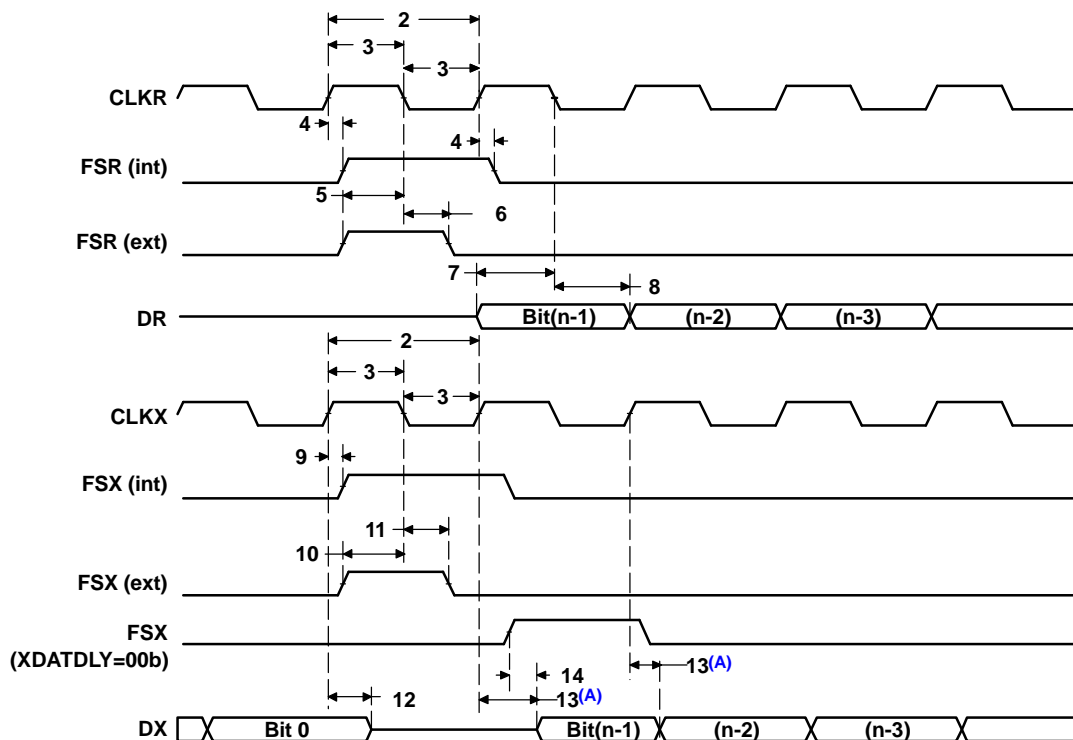 2
3
3
CLKR
4
4
FSR (int)
5
6
FSR (ext)
7
8
DR
Bit(n-1)
(n-2)
(n-3)
2
3
3
CLKX
9
FSX (int)
11
10
FSX (ext)
FSX
(XDATDLY=00b)
13(A)
14
12
13(A)
DX
Bit 0
Bit(n-1)
(n-2)
(n-3)